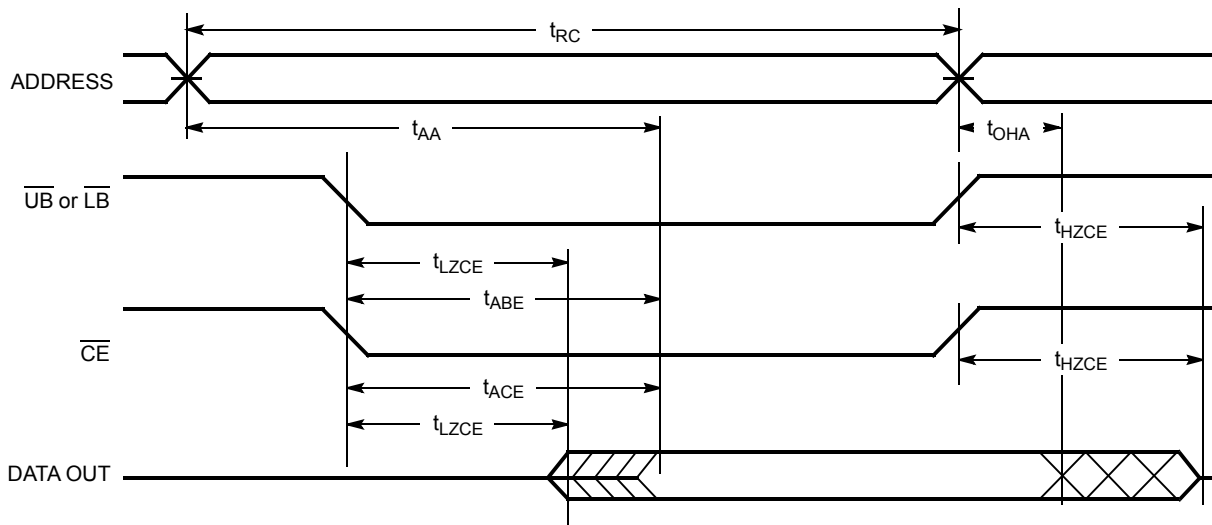 tRC
ADDRESS
tAA
tOHA
UB or LB
tHZCE
tLZCE
tABE
CE
tHZCE
tACE
tLZCE
DATA OUT